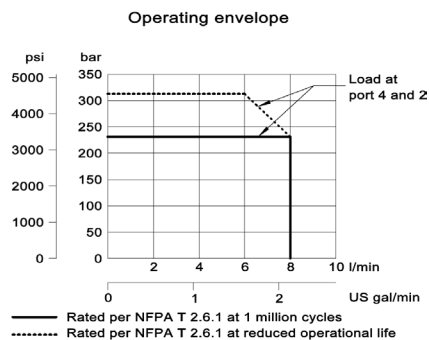 Operating envelope
psi bar
5000 350
300
4000 250
3000 200
2000 150
100
1000 50
0 0
Load at
port 4 and 2
2 4 6 8 l/min 10
0 1 2 US gal/min
Rated per NFPA T 2.6.1 at 1 million cycles
Rated per NFPA T 2.6.1 at reduced operational life